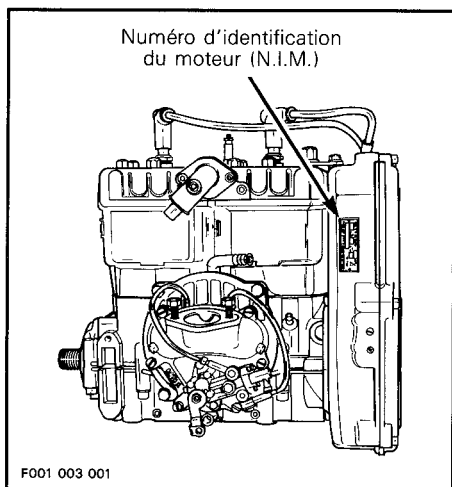 Numéro d'identification
du moteur (N.I.M.)
F001 003 001